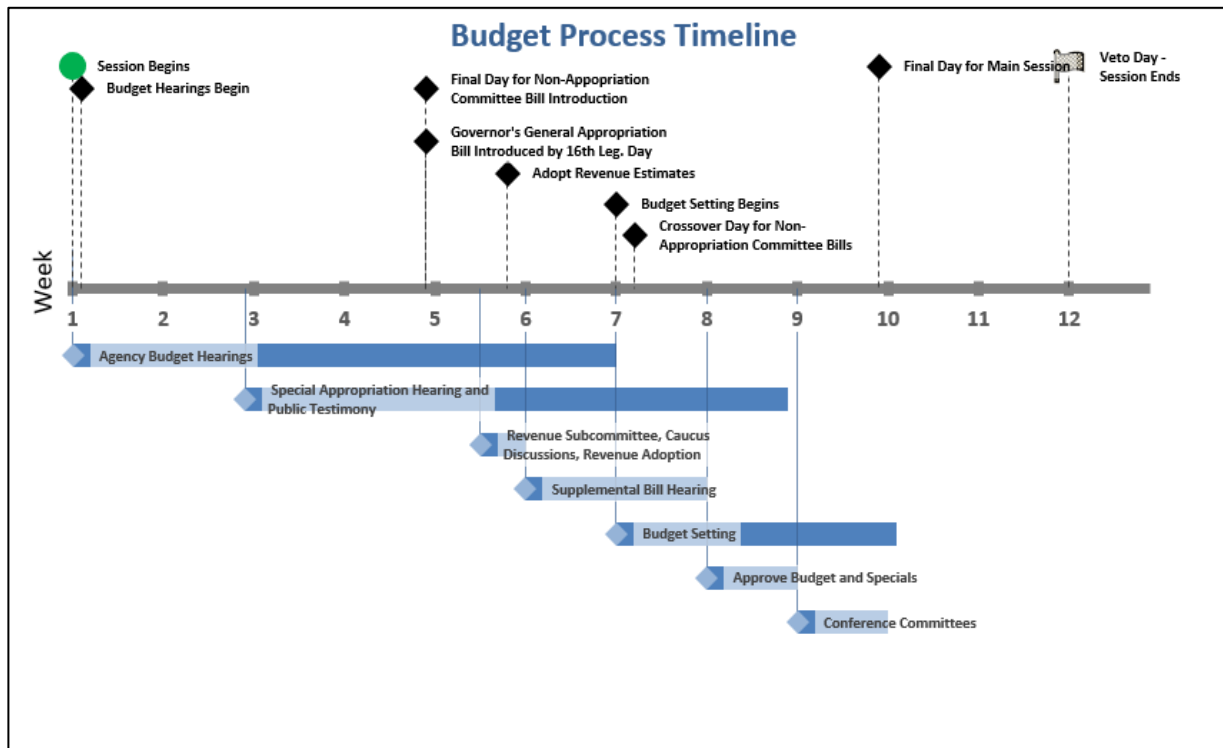 Budget Process Timeline
Session Begins
Budget Hearings Begin
Final Day for Non-Appopriation
Committee Bill Introduction
Governor's General Appropriation
Bill Introduced by 16th Leg. Day
Adopt Revenue Estimates
Budget Setting Begins
Crossover Day for Non-
Appropriation Committee Bills
Final Day for Main Session
Veto Day -
Session Ends
Week
1 2 3 4 5 6 7 8 9 10 11 12
Agency Budget Hearings
Special Appropriation Hearing and
Public Testimony
Revenue Subcommittee, Caucus
Discussions, Revenue Adoption
Supplemental Bill Hearing
Budget Setting
Approve Budget and Specials
Conference Committees